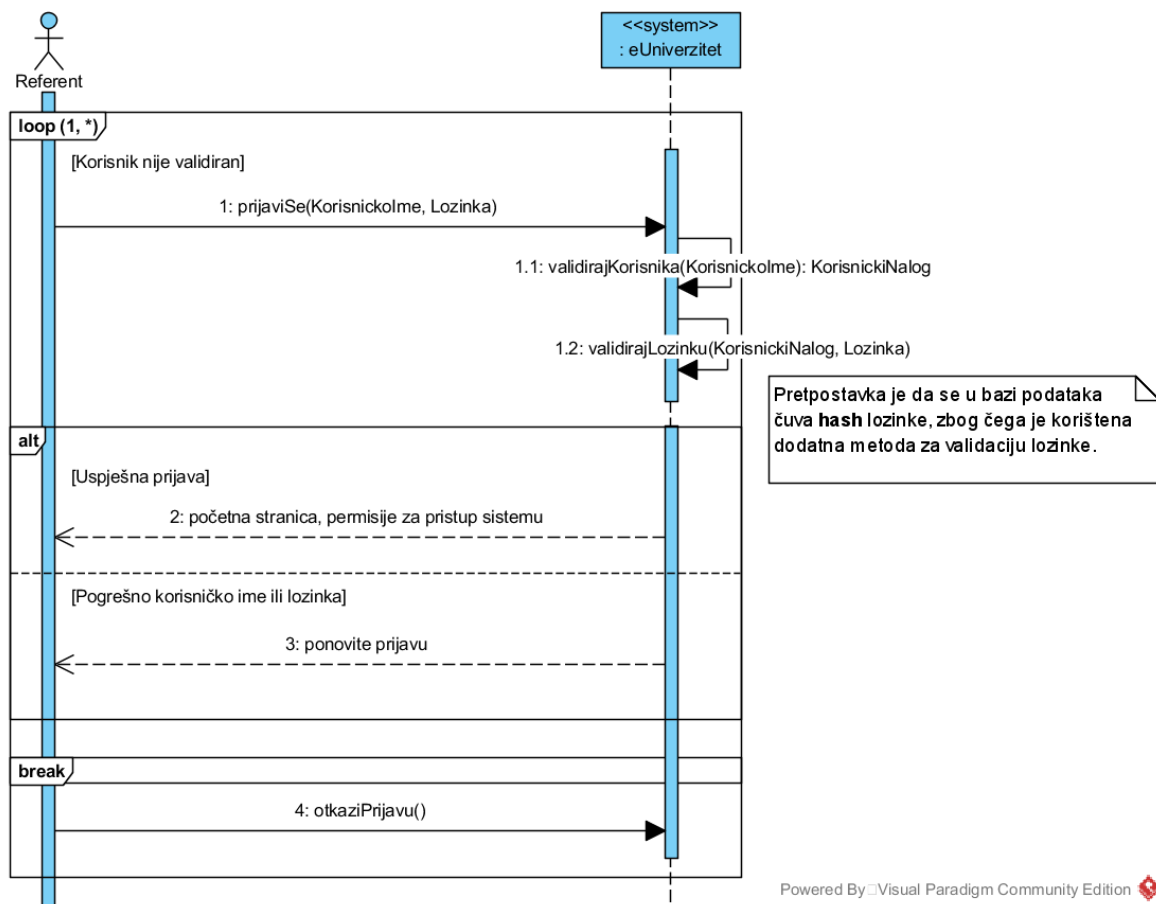 <<system>>
: eUniverzitet
Referent
loop (1, *)
[Korisnik nije validiran]
1: prijaviSe(KorisnickoIme, Lozinka)
1.1: validirajKorisnika(KorisnickoIme): KorisnickiNalog
1.2: validirajLozinku(KorisnickiNalog, Lozinka)
Pretpostavka je da se u bazi podataka
čuva hash lozinke, zbog čega je korištena
dodatna metoda za validaciju lozinke.
alt
[Uspješna prijava]
2: početna stranica, permisije za pristup sistemu
[Pogrešno korisničko ime ili lozinka]
3: ponovite prijavu
break
4: otkaziPrijavu()
Powered By Visual Paradigm Community Edition